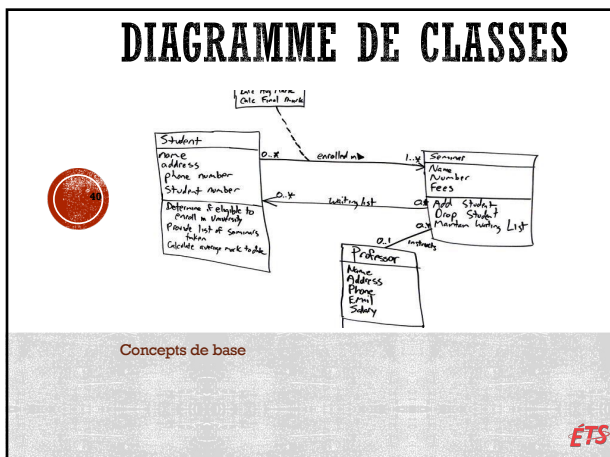 DIAGRAMME DE CLASSES
Calc Avg Mark
Calc Final Mark
Student
name
address
phone number
Student number
Determine if eligible to
enroll in University
Provide list of seminars
taken
Calculate average mark to date
0..*
enrolled in
1..*
Seminar
Name
Number
Fees
Add Student
Drop Student
Maintain Waiting List
0..*
Waiting list
0..*
0..*
instructs
0..1
Professor
Name
Address
Phone
Email
Salary
40
Concepts de base
ÉTS